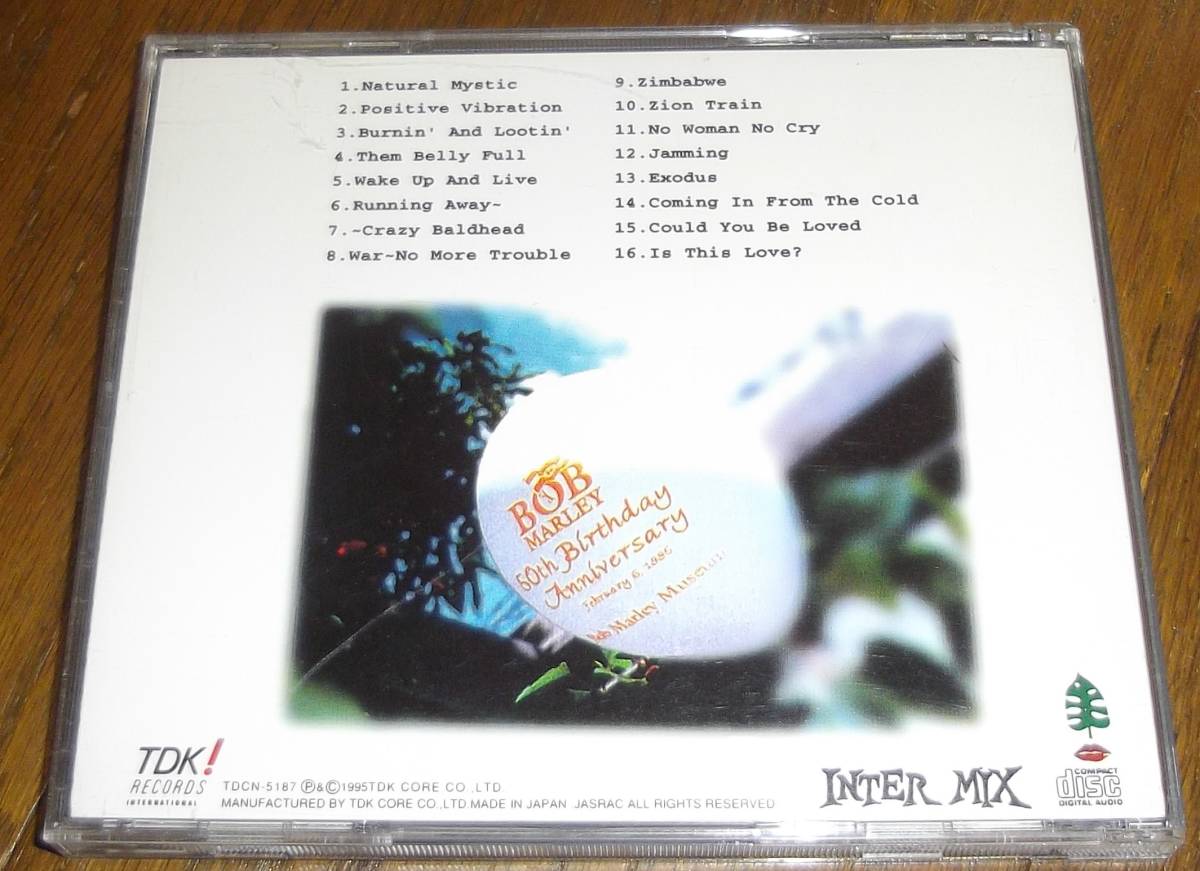 1.Natural Mystic
2.Positive Vibration
3.Burnin' And Lootin'
4.Them Belly Full
5.Wake Up And Live
6.Running Away~
7.~Crazy Baldhead
8.War~No More Trouble
9.Zimbabwe
10.Zion Train
11.No Woman No Cry
12.Jamming
13.Exodus
14.Coming In From The Cold
15.Could You Be Loved
16.Is This Love?
BOB
MARLEY
50th Birthday
Anniversary
February 6, 1995
Bob Marley Museum
TDK!
RECORDS
INTERNATIONAL
TDCN-5187 Ⓟ&©1995TDK CORE CO.,LTD.
MANUFACTURED BY TDK CORE CO.,LTD.MADE IN JAPAN JASRAC ALL RIGHTS RESERVED
INTER MIX
COMPACT
disc
DIGITAL AUDIO